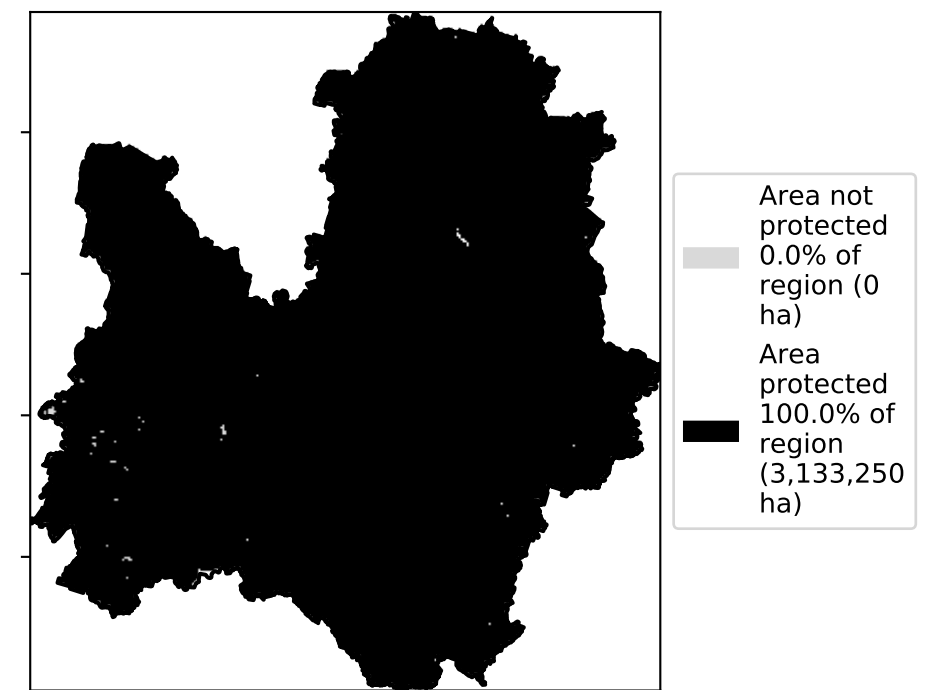 Area not
protected
0.0% of
region (0
ha)
Area
protected
100.0% of
region
(3,133,250
ha)